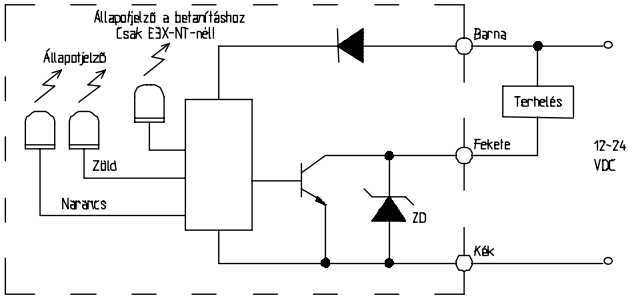 Állapotjelző a betanításhoz
Csak E3X-NT-nél!
Állapotjelző
Barna
Terhelés
Fekete
12~24
VDC
Zöld
Narancs
ZD
Kék